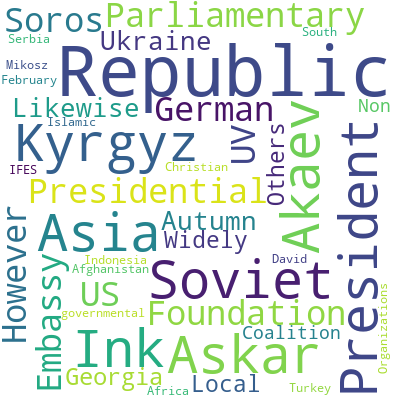 South
Serbia
Soros
Parliamentary
Ukraine
Mikosz
February
Republic
Likewise
German
Non
Islamic
Kyrgyz
UV
Others
Akaev
President
IFES
Christian
Presidential
However
Asia
Autumn
Widely
Embassy
Indonesia
David
Afghanistan
Soviet
US
governmental
Foundation
Organizations
Ink
Askar
Coalition
Georgia
Local
Africa
Turkey